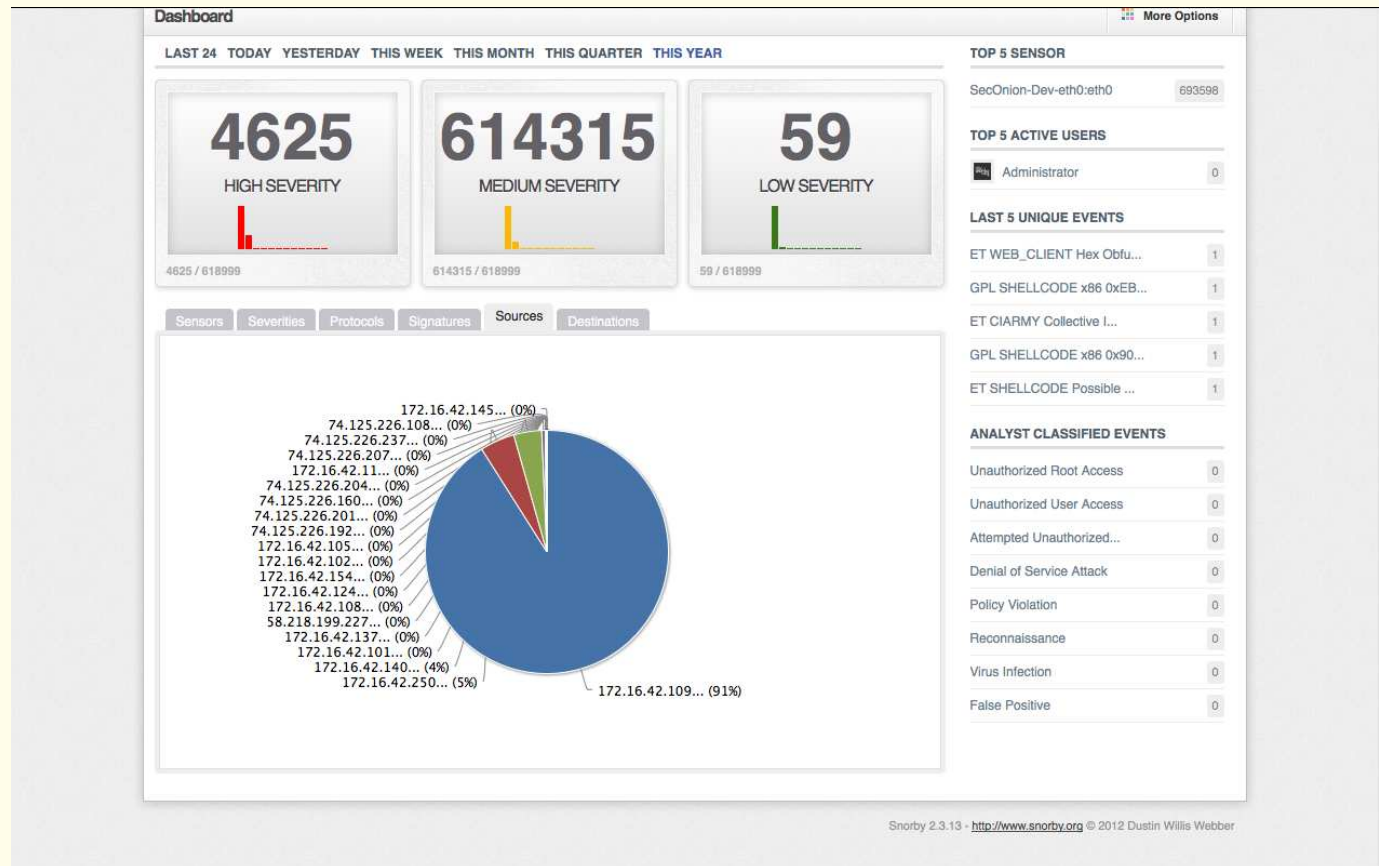 Dashboard
More Options
LAST 24 TODAY YESTERDAY THIS WEEK THIS MONTH THIS QUARTER THIS YEAR
4625
HIGH SEVERITY
4625 / 618999
614315
MEDIUM SEVERITY
614315 / 618999
59
LOW SEVERITY
59 / 618999
Sensors Severities Protocols Signatures Sources Destinations
172.16.42.145... (0%)
74.125.226.108... (0%)
74.125.226.237... (0%)
74.125.226.207... (0%)
172.16.42.11... (0%)
74.125.226.204... (0%)
74.125.226.160... (0%)
74.125.226.201... (0%)
74.125.226.192... (0%)
172.16.42.105... (0%)
172.16.42.102... (0%)
172.16.42.154... (0%)
172.16.42.124... (0%)
172.16.42.108... (0%)
58.218.199.227... (0%)
172.16.42.137... (0%)
172.16.42.101... (0%)
172.16.42.140... (4%)
172.16.42.250... (5%)
172.16.42.109... (91%)
TOP 5 SENSOR
SecOnion-Dev-eth0:eth0 693598
TOP 5 ACTIVE USERS
Administrator 0
LAST 5 UNIQUE EVENTS
ET WEB_CLIENT Hex Obfu... 1
GPL SHELLCODE x86 0xEB... 1
ET CIARMY Collective I... 1
GPL SHELLCODE x86 0x90... 1
ET SHELLCODE Possible ... 1
ANALYST CLASSIFIED EVENTS
Unauthorized Root Access 0
Unauthorized User Access 0
Attempted Unauthorized... 0
Denial of Service Attack 0
Policy Violation 0
Reconnaissance 0
Virus Infection 0
False Positive 0
Snorby 2.3.13 - http://www.snorby.org © 2012 Dustin Willis Webber